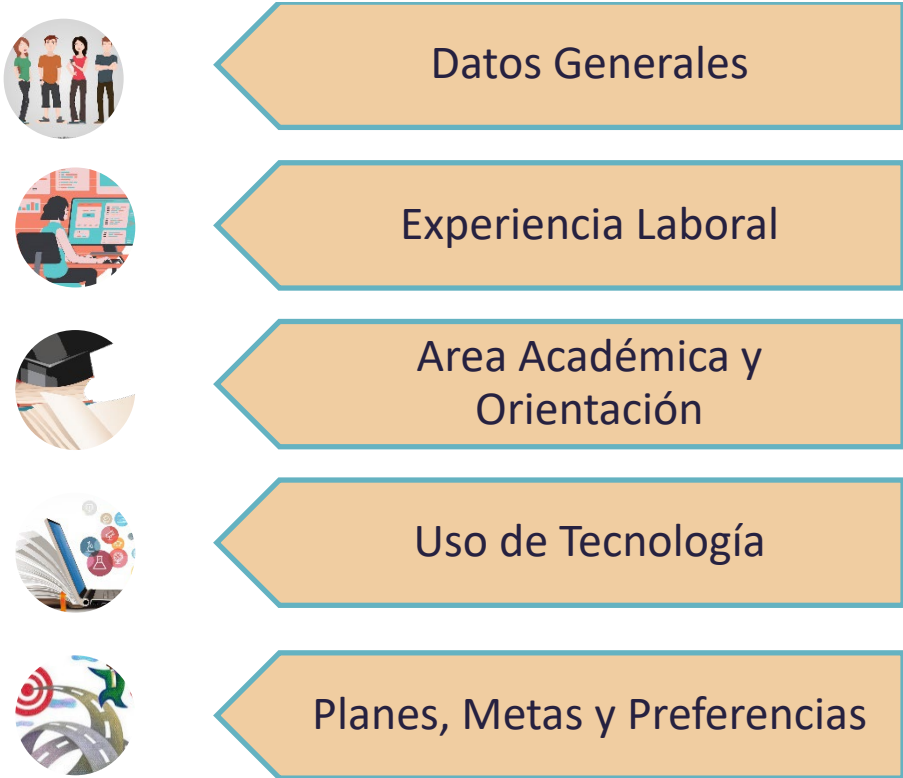 Datos Generales
Experiencia Laboral
Area Académica y
Orientación
Uso de Tecnología
Planes, Metas y Preferencias